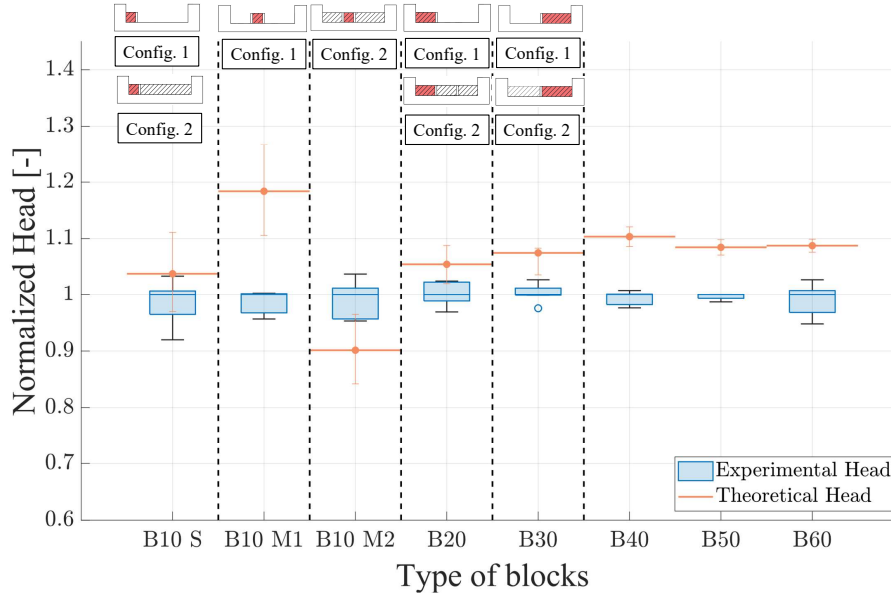 Config. 1
Config. 1
Config. 2
Config. 1
Config. 1
Config. 2
Config. 2
Config. 2
Normalized Head [-]
1.4
1.3
1.2
1.1
1
0.9
0.8
0.7
0.6
Experimental Head
Theoretical Head
B10 S
B10 M1
B10 M2
B20
B30
B40
B50
B60
Type of blocks